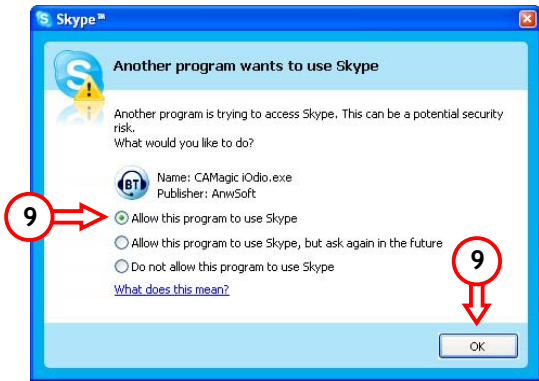 Skype™
Another program wants to use Skype
Another program is trying to access Skype. This can be a potential security
risk.
What would you like to do?
BT
Name: CAMagic iOdio.exe
Publisher: AnwSoft
9
Allow this program to use Skype
Allow this program to use Skype, but ask again in the future
Do not allow this program to use Skype
9
What does this mean?
OK